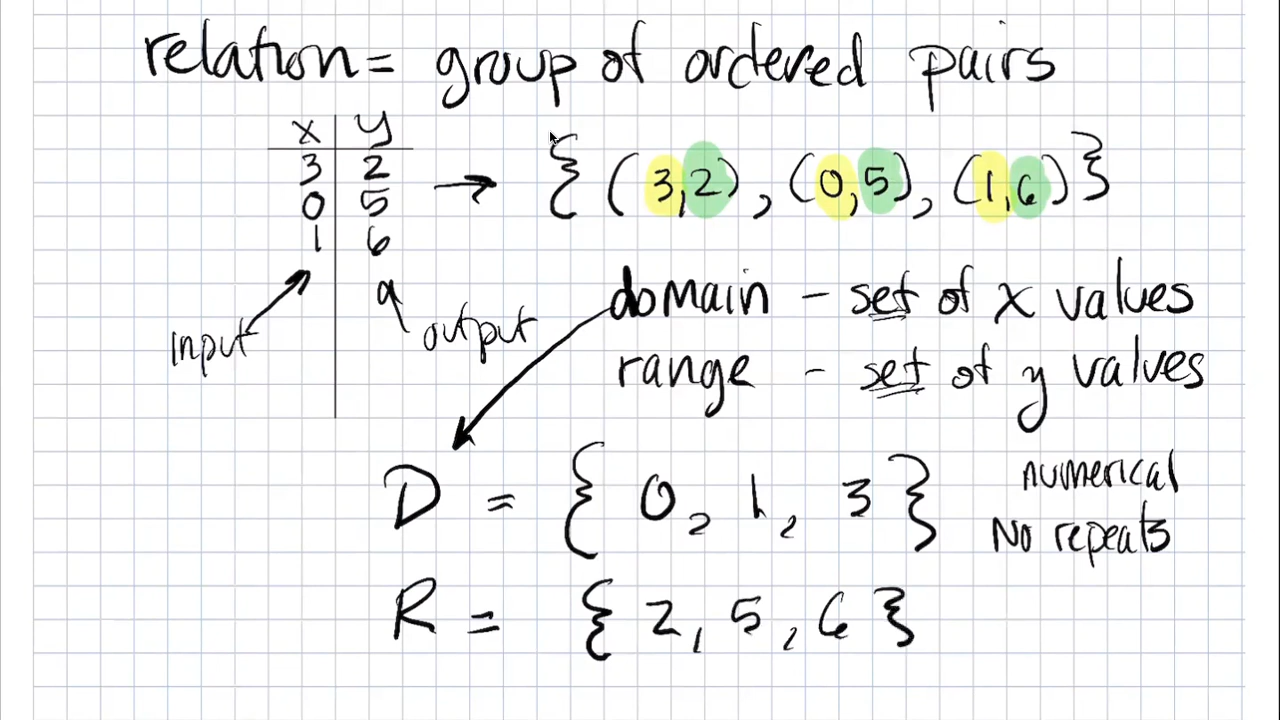 relation = group of ordered pairs
x y
3 2
0 5
1 6
→ { (3,2), (0,5), (1,6) }
input
output
domain – set of x values
range – set of y values
D = { 0, 1, 3 }
numerical
No repeats
R = { 2, 5, 6 }